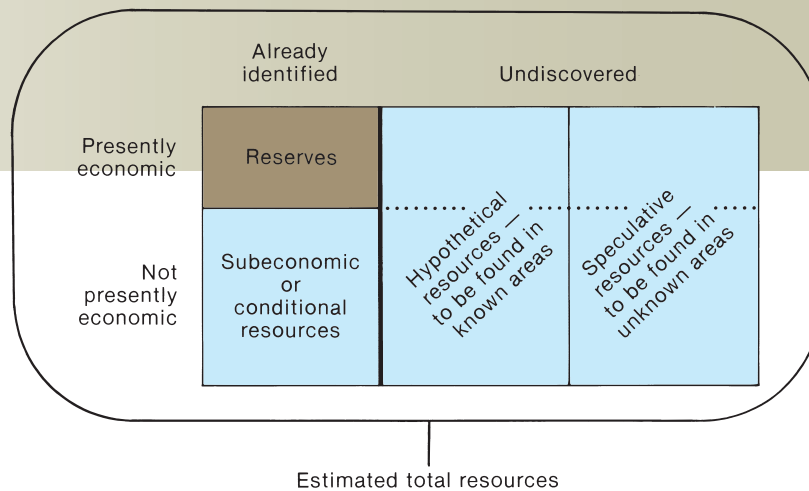 Already
identified
Undiscovered
Presently
economic
Reserves
Not
presently
economic
Subeconomic
or
conditional
resources
Hypothetical
resources —
to be found in
known areas
Speculative
resources —
to be found in
unknown areas
Estimated total resources